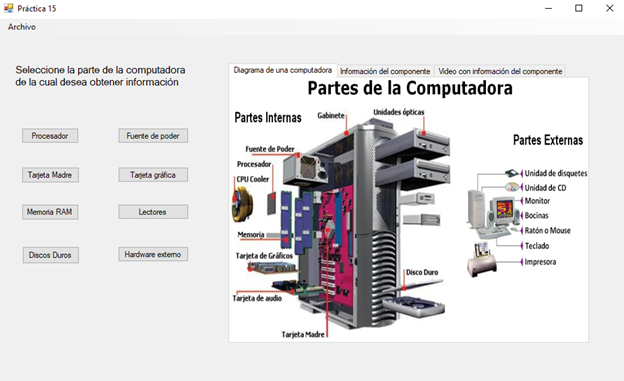 Práctica 15
Archivo
Seleccione la parte de la computadora
de la cual desea obtener información
Procesador
Fuente de poder
Tarjeta Madre
Tarjeta gráfica
Memoria RAM
Lectores
Discos Duros
Hardware externo
Diagrama de una computadora
Información del componente
Video con información del componente
Partes de la Computadora
Partes Internas
Gabinete
Unidades ópticas
Fuente de Poder
Procesador
CPU Cooler
Memoria
Tarjeta de Gráficos
Tarjeta de audio
Tarjeta Madre
Disco Duro
Partes Externas
Unidad de disquetes
Unidad de CD
Monitor
Bocinas
Ratón o Mouse
Teclado
Impresora